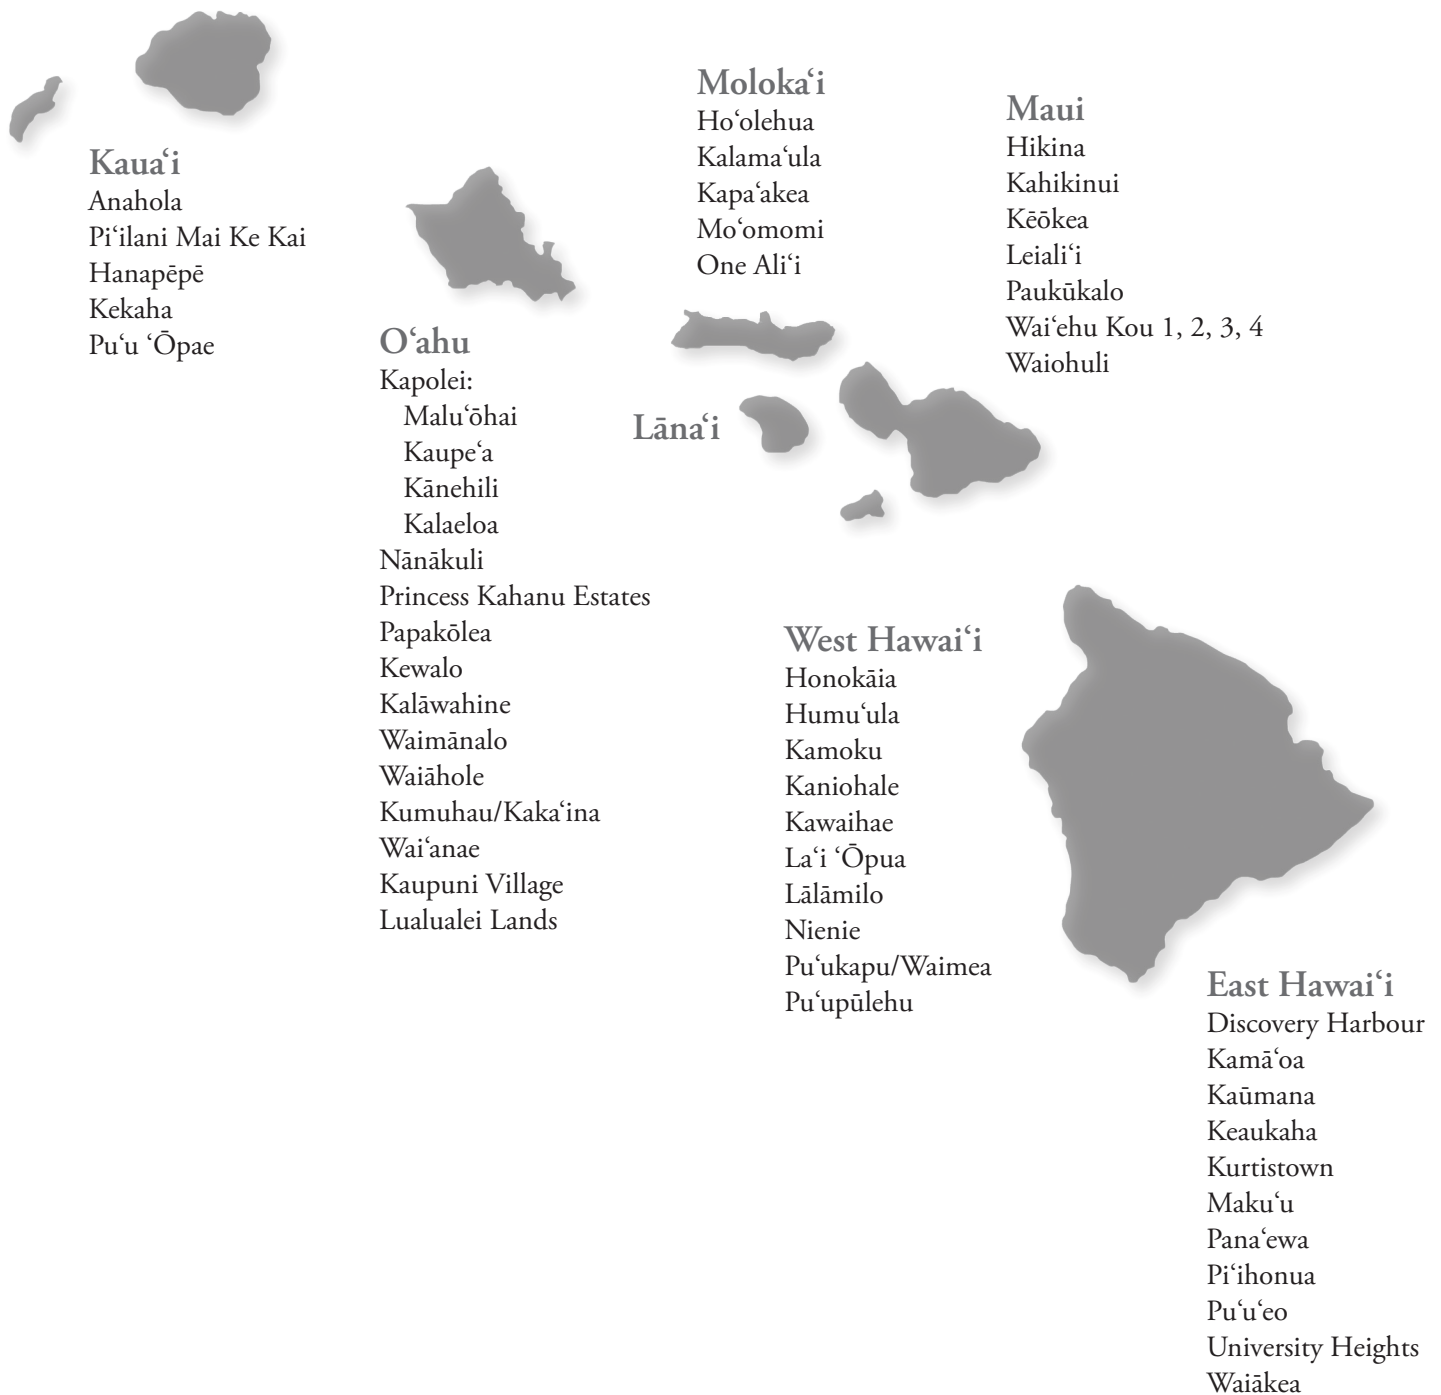 Kauaʻi
Anahola
Piʻilani Mai Ke Kai
Hanapēpē
Kekaha
Puʻu ʻŌpae
Oʻahu
Kapolei:
Maluʻōhai
Kaupeʻa
Kānehili
Kalaeloa
Nānākuli
Princess Kahanu Estates
Papakōlea
Kewalo
Kalāwahine
Waimānalo
Waiāhole
Kumuhau/Kakaʻina
Waiʻanae
Kaupuni Village
Lualualei Lands
Molokaʻi
Hoʻolehua
Kalamaʻula
Kapaʻakea
Moʻomomi
One Aliʻi
Lānaʻi
Maui
Hikina
Kahikinui
Kēōkea
Leialiʻi
Paukūkalo
Waiʻehu Kou 1, 2, 3, 4
Waiohuli
West Hawaiʻi
Honokāia
Humuʻula
Kamoku
Kaniohale
Kawaihae
Laʻi ʻŌpua
Lālāmilo
Nienie
Puʻukapu/Waimea
Puʻupūlehu
East Hawaiʻi
Discovery Harbour
Kamāʻoa
Kaūmana
Keaukaha
Kurtistown
Makuʻu
Panaʻewa
Piʻihonua
Puʻuʻeo
University Heights
Waiākea